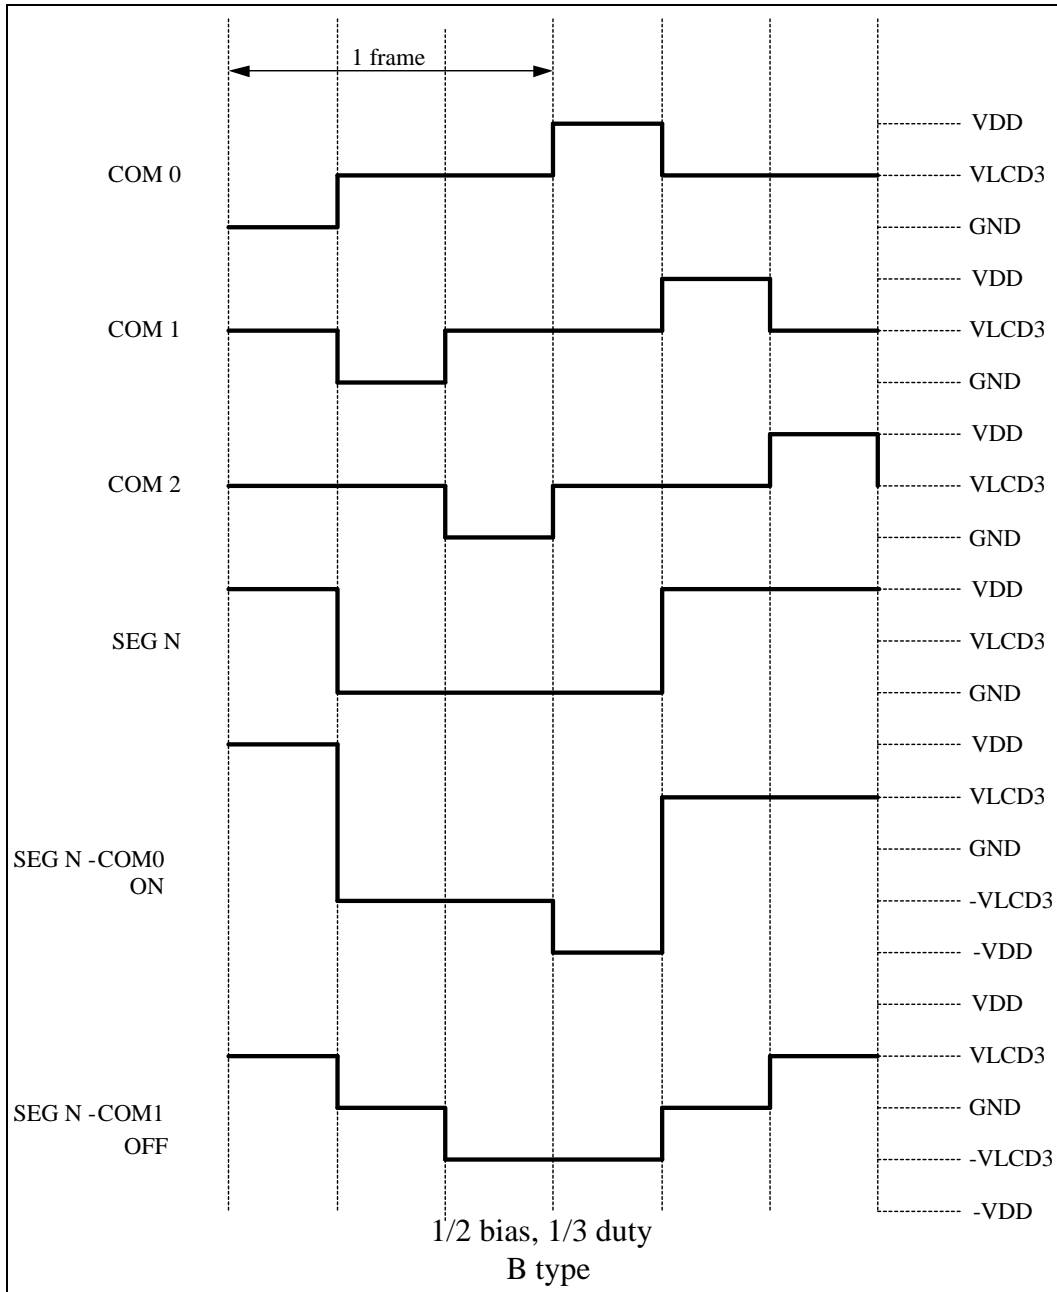 1 frame
VDD
COM 0
VLCD3
GND
VDD
COM 1
VLCD3
GND
VDD
COM 2
VLCD3
GND
VDD
SEG N
VLCD3
GND
VDD
VLCD3
SEG N -COM0
ON
GND
-VLCD3
-VDD
VDD
VLCD3
SEG N -COM1
OFF
GND
-VLCD3
-VDD
1/2 bias, 1/3 duty
B type